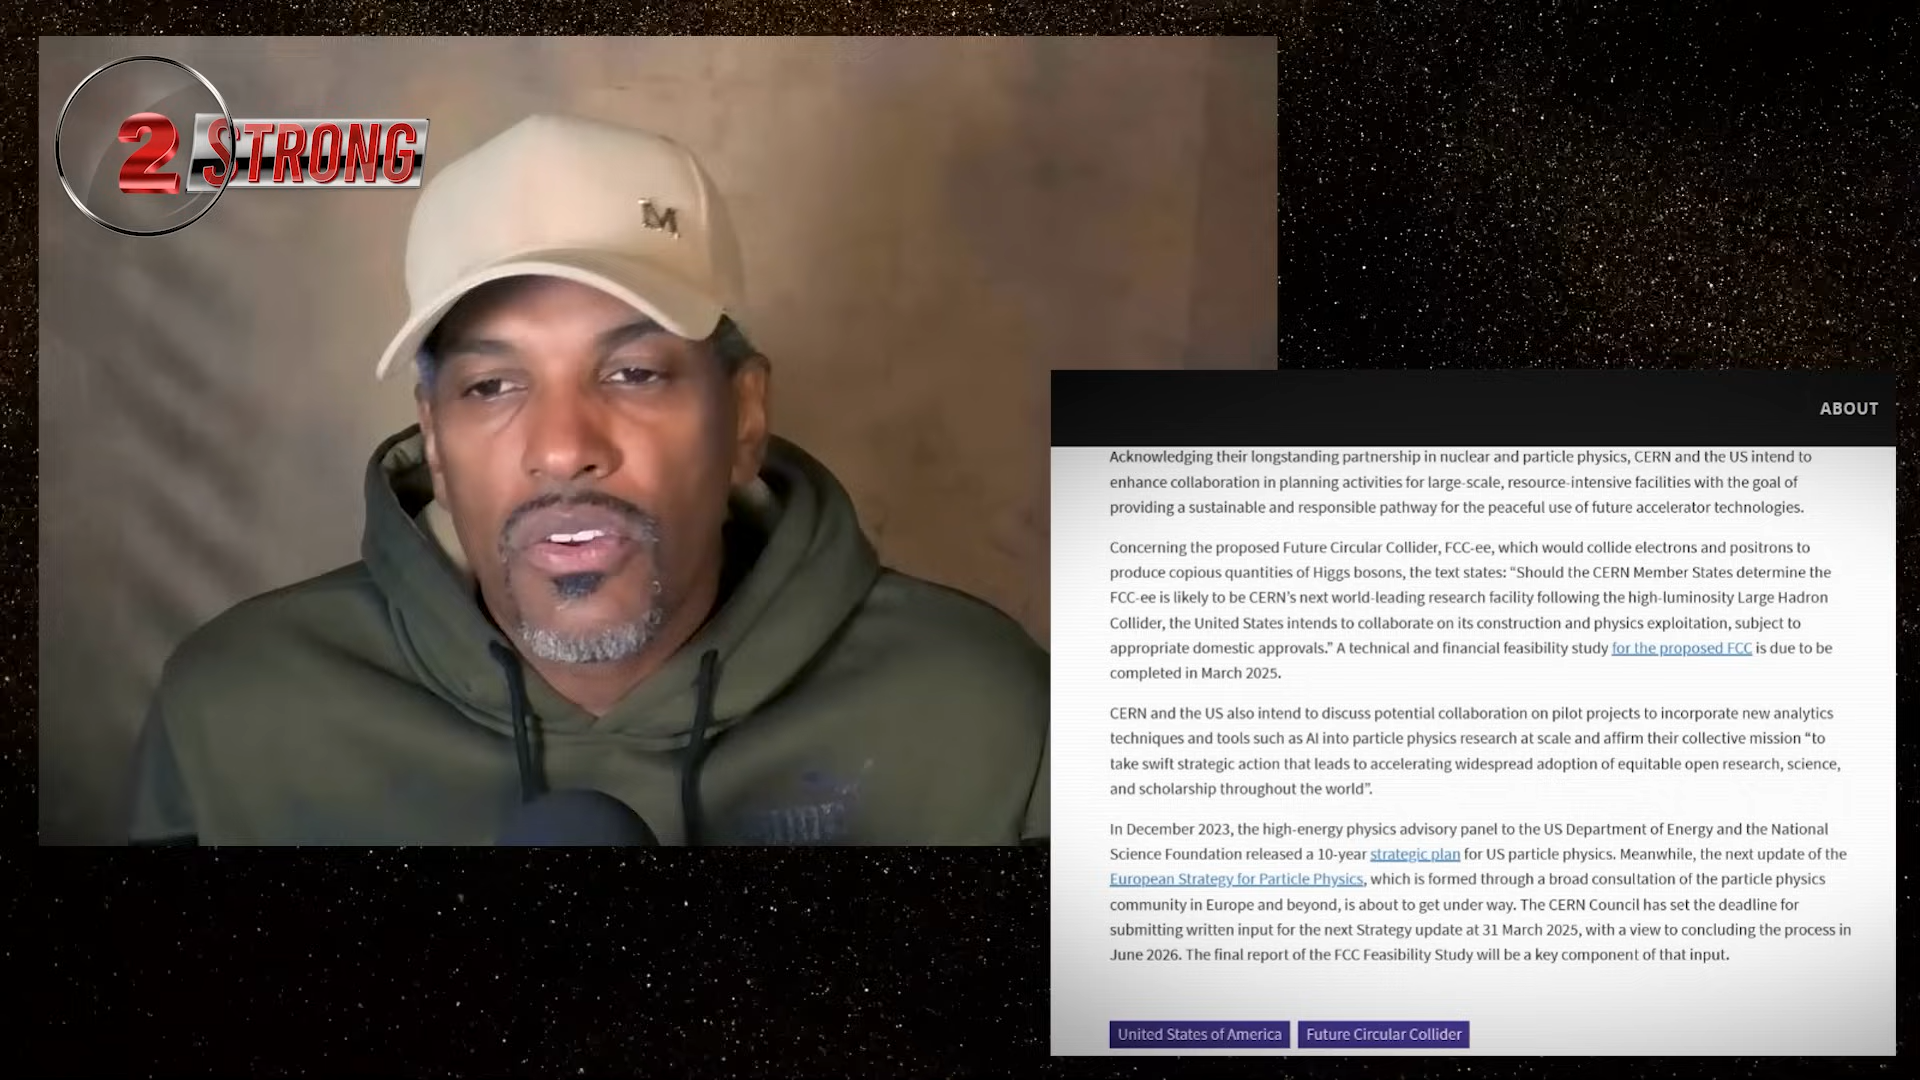 2 STRONG
M
ABOUT
Acknowledging their longstanding partnership in nuclear and particle physics, CERN and the US intend to
enhance collaboration in planning activities for large-scale, resource-intensive facilities with the goal of
providing a sustainable and responsible pathway for the peaceful use of future accelerator technologies.
Concerning the proposed Future Circular Collider, FCC-ee, which would collide electrons and positrons to
produce copious quantities of Higgs bosons, the text states: “Should the CERN Member States determine the
FCC-ee is likely to be CERN’s next world-leading research facility following the high-luminosity Large Hadron
Collider, the United States intends to collaborate on its construction and physics exploitation, subject to
appropriate domestic approvals.” A technical and financial feasibility study for the proposed FCC is due to be
completed in March 2025.
CERN and the US also intend to discuss potential collaboration on pilot projects to incorporate new analytics
techniques and tools such as AI into particle physics research at scale and affirm their collective mission “to
take swift strategic action that leads to accelerating widespread adoption of equitable open research, science,
and scholarship throughout the world”.
In December 2023, the high-energy physics advisory panel to the US Department of Energy and the National
Science Foundation released a 10-year strategic plan for US particle physics. Meanwhile, the next update of the
European Strategy for Particle Physics, which is formed through a broad consultation of the particle physics
community in Europe and beyond, is about to get under way. The CERN Council has set the deadline for
submitting written input for the next Strategy update at 31 March 2025, with a view to concluding the process in
June 2026. The final report of the FCC Feasibility Study will be a key component of that input.
United States of America
Future Circular Collider